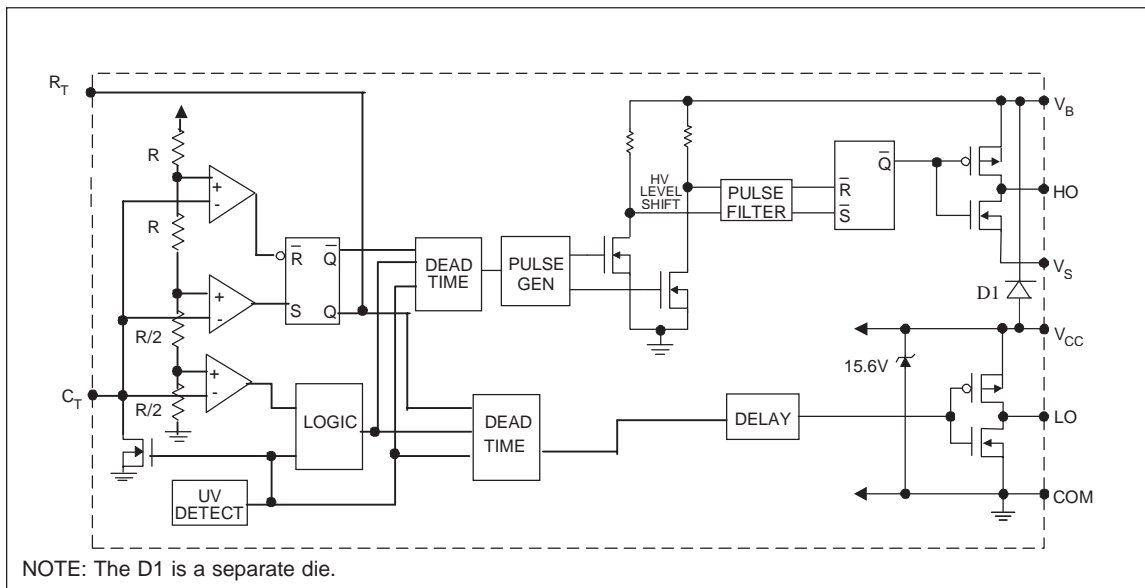 R_T
V_B
R
HV
LEVEL
SHIFT
PULSE
FILTER
R̅
S̅
Q̅
HO
+
-
R
R̅
Q̅
S
Q
DEAD
TIME
PULSE
GEN
V_S
D1
+
-
R/2
V_CC
15.6V
+
-
C_T
R/2
LOGIC
DEAD
TIME
DELAY
LO
UV
DETECT
COM
NOTE: The D1 is a separate die.